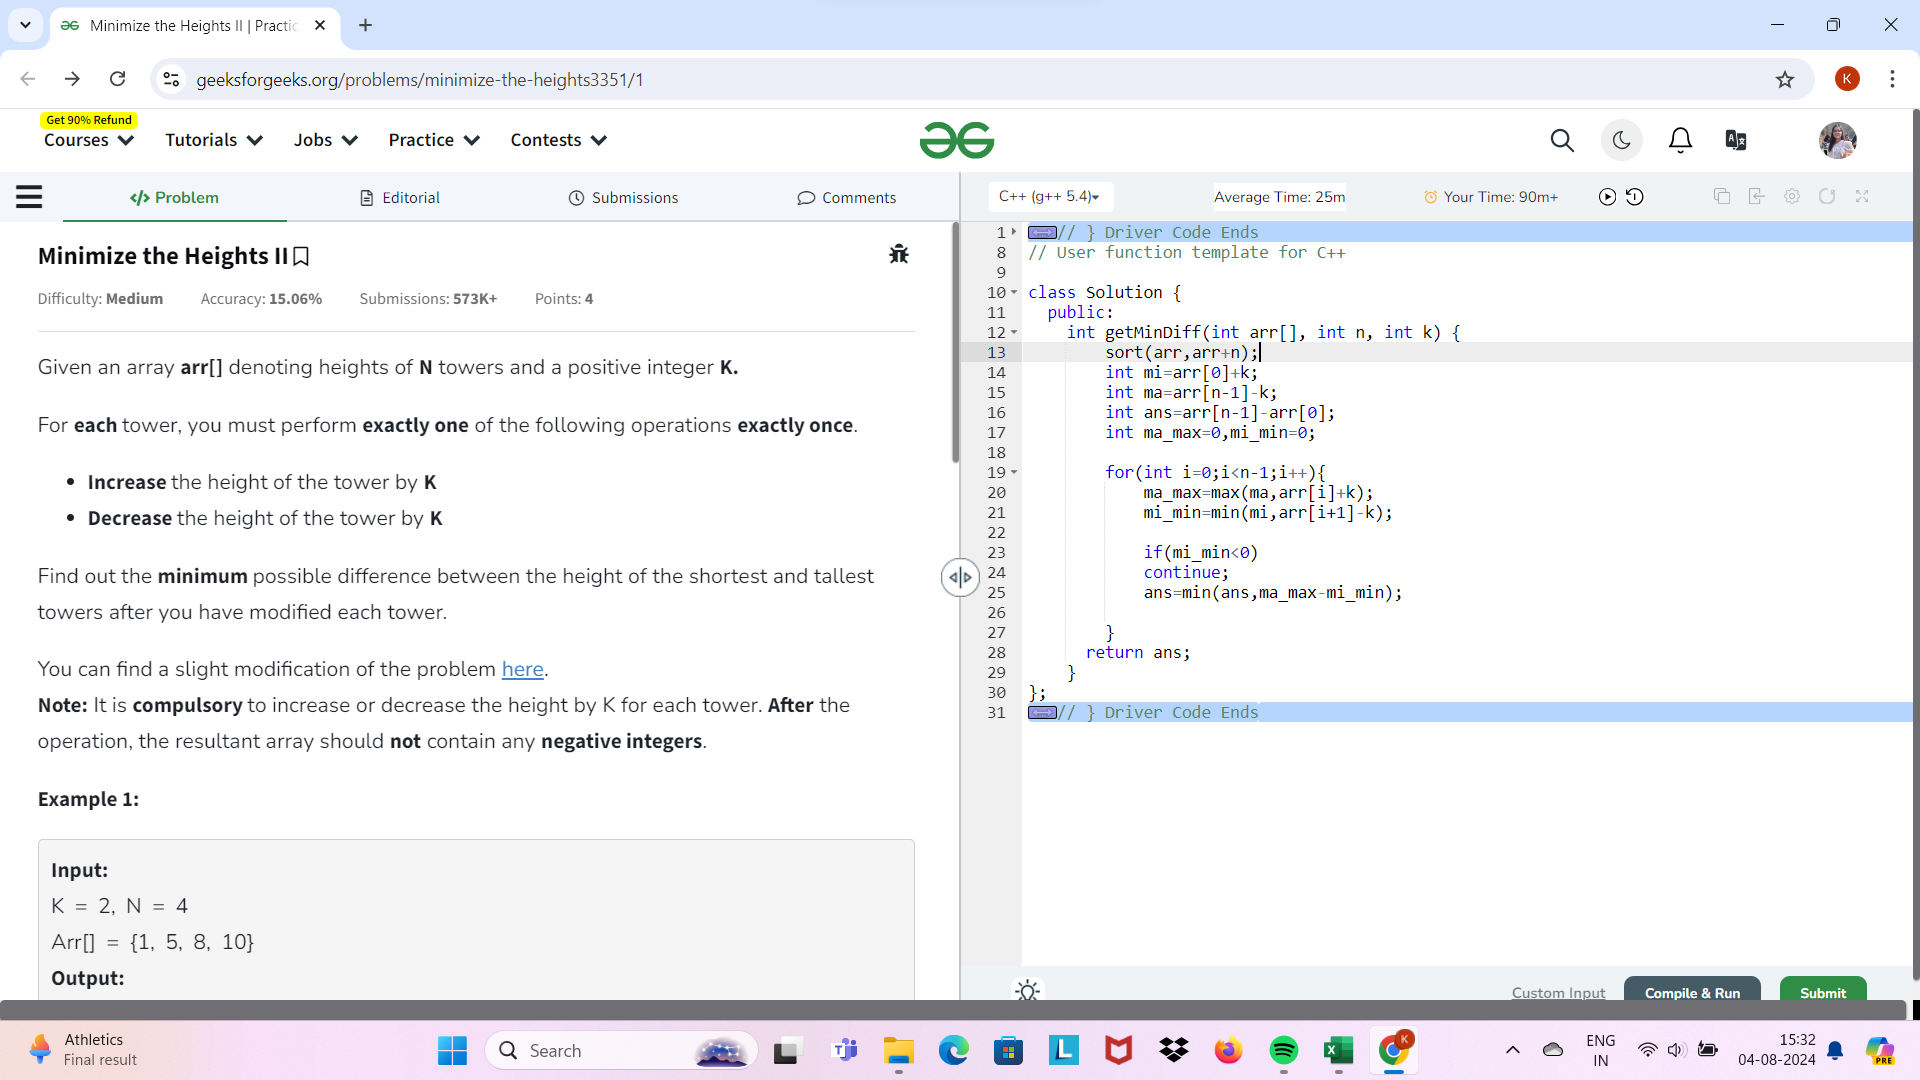 Minimize the Heights II | Practic
geeksforgeeks.org/problems/minimize-the-heights3351/1
K
Get 90% Refund
Courses Tutorials Jobs Practice Contests
Problem Editorial Submissions Comments
C++ (g++ 5.4) Average Time: 25m Your Time: 90m+
Minimize the Heights II
Difficulty: Medium Accuracy: 15.06% Submissions: 573K+ Points: 4
Given an array arr[] denoting heights of N towers and a positive integer K.
For each tower, you must perform exactly one of the following operations exactly once.
• Increase the height of the tower by K
• Decrease the height of the tower by K
Find out the minimum possible difference between the height of the shortest and tallest
towers after you have modified each tower.
You can find a slight modification of the problem here.
Note: It is compulsory to increase or decrease the height by K for each tower. After the
operation, the resultant array should not contain any negative integers.
Example 1:
Input:
K = 2, N = 4
Arr[] = {1, 5, 8, 10}
Output:
1 // } Driver Code Ends
8 // User function template for C++
9
10 class Solution {
11 public:
12 int getMinDiff(int arr[], int n, int k) {
13 sort(arr,arr+n);
14 int mi=arr[0]+k;
15 int ma=arr[n-1]-k;
16 int ans=arr[n-1]-arr[0];
17 int ma_max=0,mi_min=0;
18
19 for(int i=0;i<n-1;i++){
20 ma_max=max(ma,arr[i]+k);
21 mi_min=min(mi,arr[i+1]-k);
22
23 if(mi_min<0)
24 continue;
25 ans=min(ans,ma_max-mi_min);
26
27 }
28 return ans;
29 }
30 };
31 // } Driver Code Ends
Custom Input Compile & Run Submit
Athletics
Final result
Search
K
ENG
IN
15:32
04-08-2024
PRE